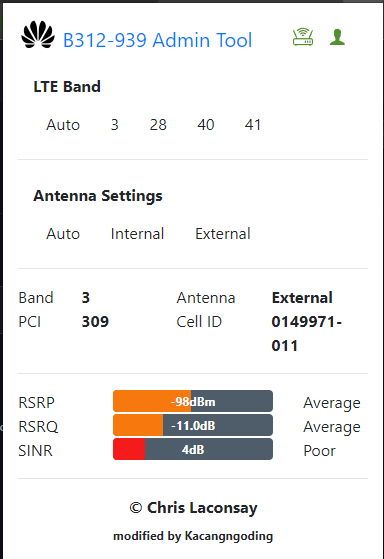 B312-939 Admin Tool
LTE Band
Auto 3 28 40 41
Antenna Settings
Auto Internal External
Band 3 Antenna External
PCI 309 Cell ID 0149971-
011
RSRP -98dBm Average
RSRQ -11.0dB Average
SINR 4dB Poor
© Chris Laconsay
modified by Kacangngoding